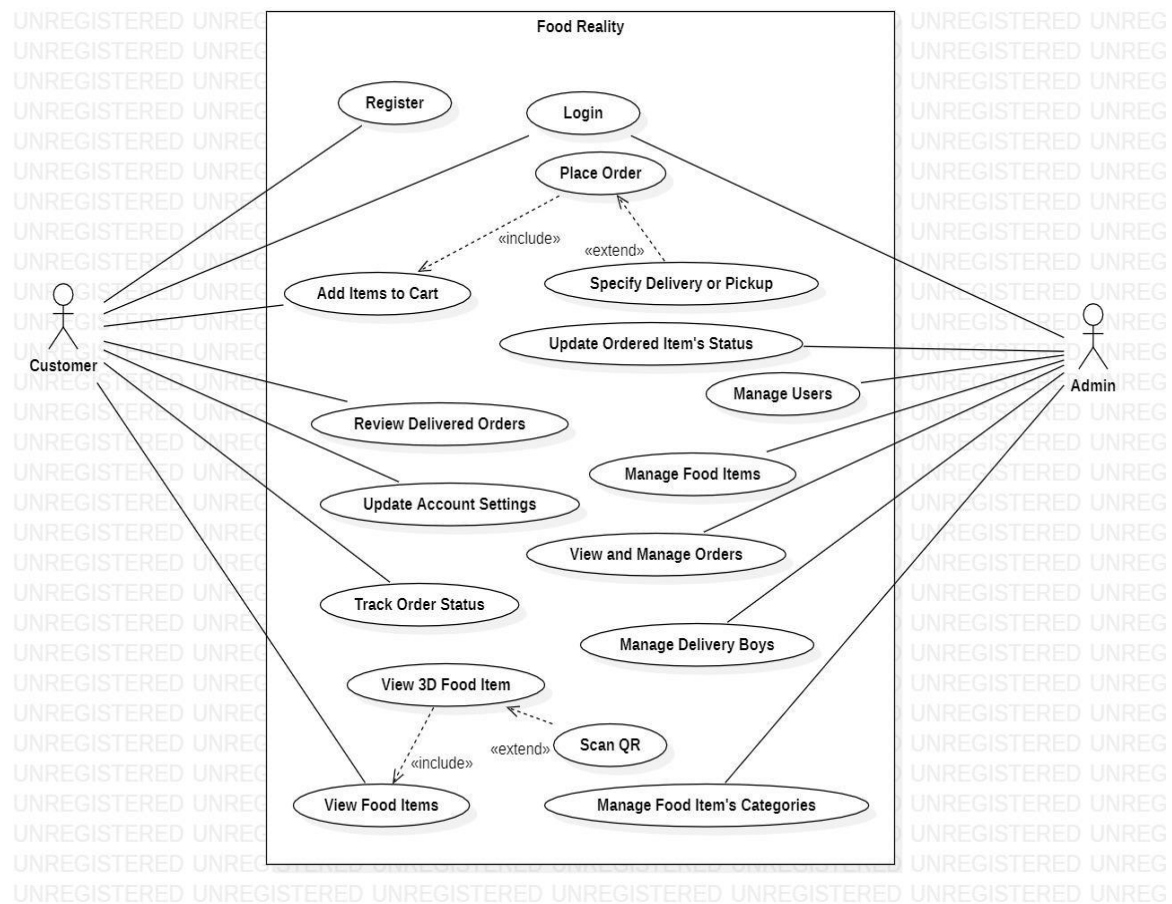 Food Reality
Register
Login
Place Order
«include»
«extend»
Add Items to Cart
Specify Delivery or Pickup
Update Ordered Item's Status
Customer
Admin
Manage Users
Review Delivered Orders
Manage Food Items
Update Account Settings
View and Manage Orders
Track Order Status
Manage Delivery Boys
View 3D Food Item
Scan QR
«extend»
«include»
View Food Items
Manage Food Item's Categories
UNREGISTERED UNREGISTERED UNREGISTERED UNREGISTERED UNREGISTERED UNREGISTERED UNREG